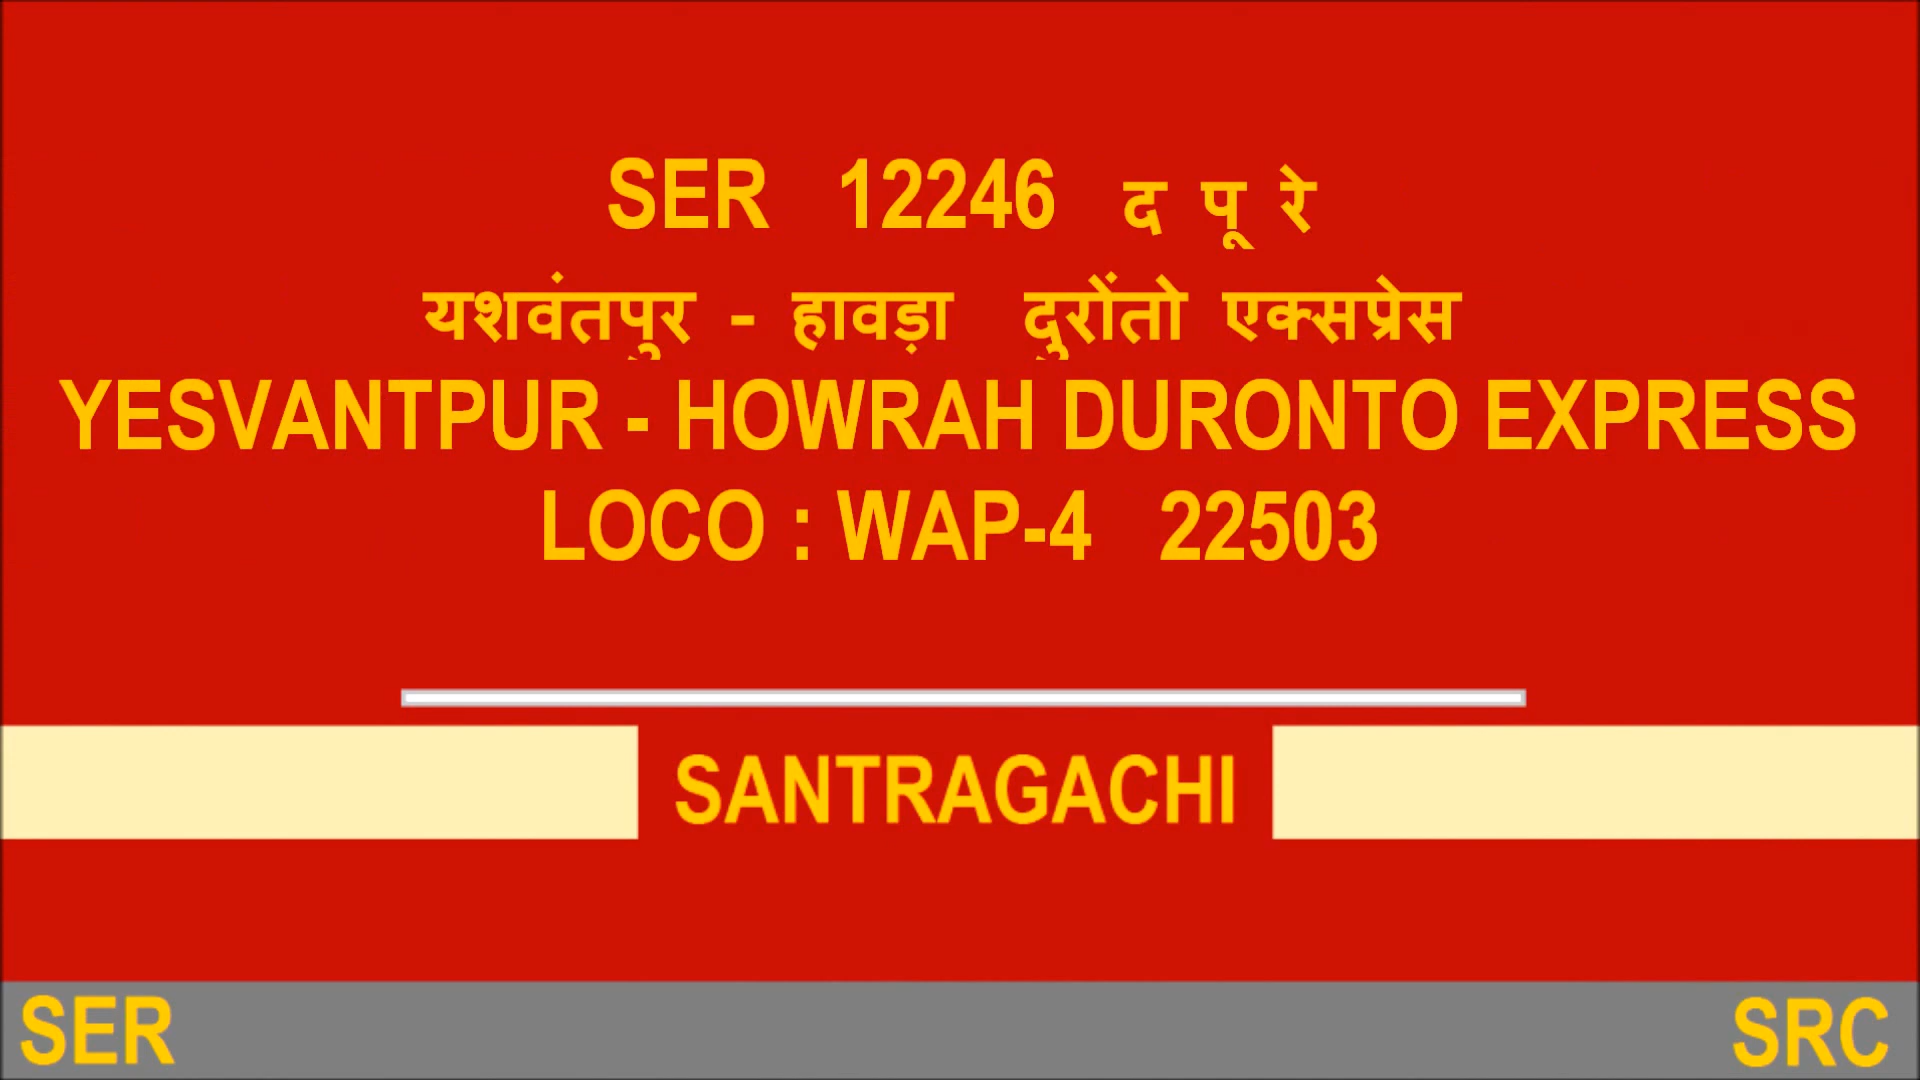 SER 12246 द पू रे
यशवंतपुर - हावड़ा दुरोंतो एक्सप्रेस
YESVANTPUR - HOWRAH DURONTO EXPRESS
LOCO : WAP-4 22503
SANTRAGACHI
SER SRC